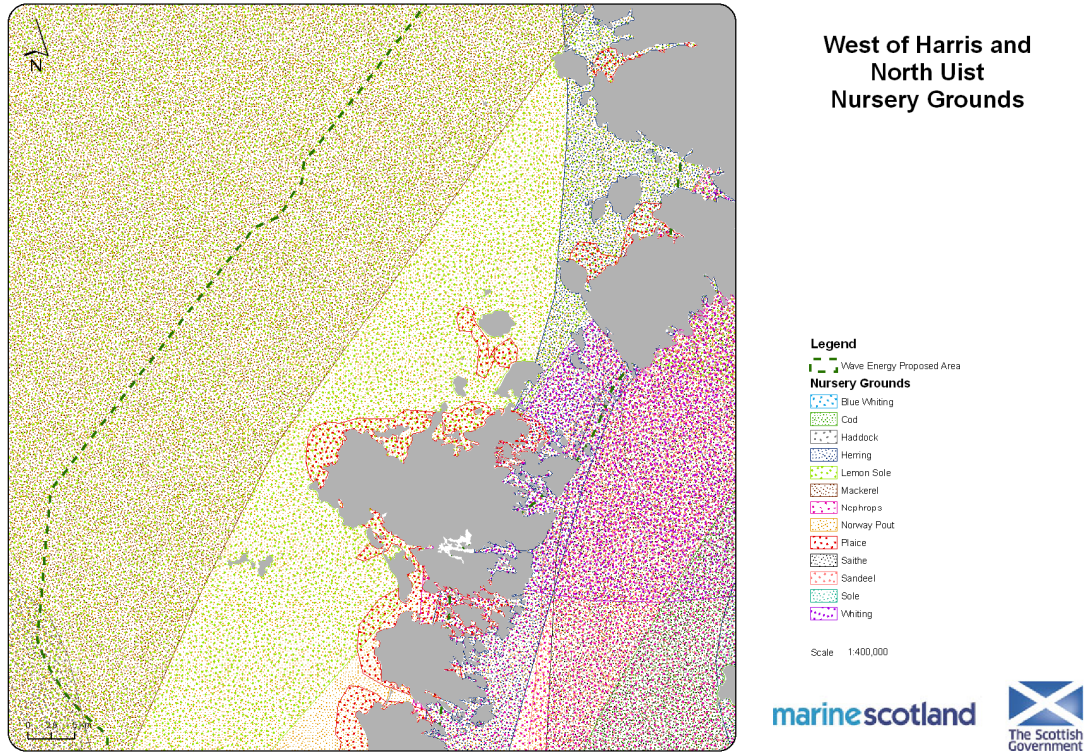 West of Harris and
North Uist
Nursery Grounds
N
Legend
Wave Energy Proposed Area
Nursery Grounds
Blue Whiting
Cod
Haddock
Herring
Lemon Sole
Mackerel
Nephrops
Norway Pout
Plaice
Saithe
Sandeel
Sole
Whiting
Scale 1:400,000
0
marinescotland
The Scottish
Government